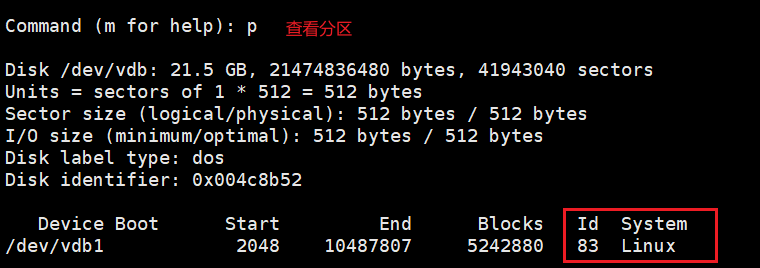 Command (m for help): p 查看分区
Disk /dev/vdb: 21.5 GB, 21474836480 bytes, 41943040 sectors
Units = sectors of 1 * 512 = 512 bytes
Sector size (logical/physical): 512 bytes / 512 bytes
I/O size (minimum/optimal): 512 bytes / 512 bytes
Disk label type: dos
Disk identifier: 0x004c8b52
Device Boot Start End Blocks Id System
/dev/vdb1 2048 10487807 5242880 83 Linux